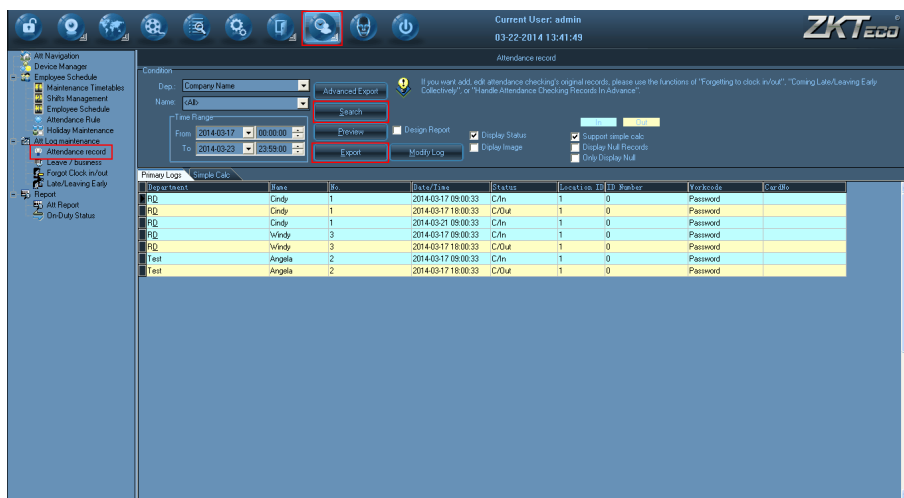 Current User: admin
03-22-2014 13:41:49
ZKTECO
Att Navigation
Device Manager
Employee Schedule
Maintenance Timetables
Shifts Management
Employee Schedule
Attendance Rule
Holiday Maintenance
Att Log maintenance
Attendance record
Leave / business
Forgot Clock in/out
Late/Leaving Early
Report
Att Report
On-Duty Status
Attendance record
Condition
Dep.: Company Name
Name: <All>
Time Range
From 2014-03-17 00:00:00
To 2014-03-23 23:59:00
Advanced Export
Search
Preview
Export
Design Report
Modify Log
If you want add, edit attendance checking's original records, please use the functions of "Forgetting to clock in/out", "Coming Late/Leaving Early
Collectively", or "Handle Attendance Checking Records In Advance".
In Out
Display Status
Diplay Image
Support simple calc
Display Null Records
Only Display Null
Primary Logs Simple Calc
Department Name No. Date/Time Status Location ID ID Number Workcode CardNo
RD Cindy 1 2014-03-17 09:00:33 C/In 1 0 Password
RD Cindy 1 2014-03-17 18:00:33 C/Out 1 0 Password
RD Cindy 1 2014-03-21 09:00:33 C/In 1 0 Password
RD Windy 3 2014-03-17 09:00:33 C/In 1 0 Password
RD Windy 3 2014-03-17 18:00:33 C/Out 1 0 Password
Test Angela 2 2014-03-17 09:00:33 C/In 1 0 Password
Test Angela 2 2014-03-17 18:00:33 C/Out 1 0 Password